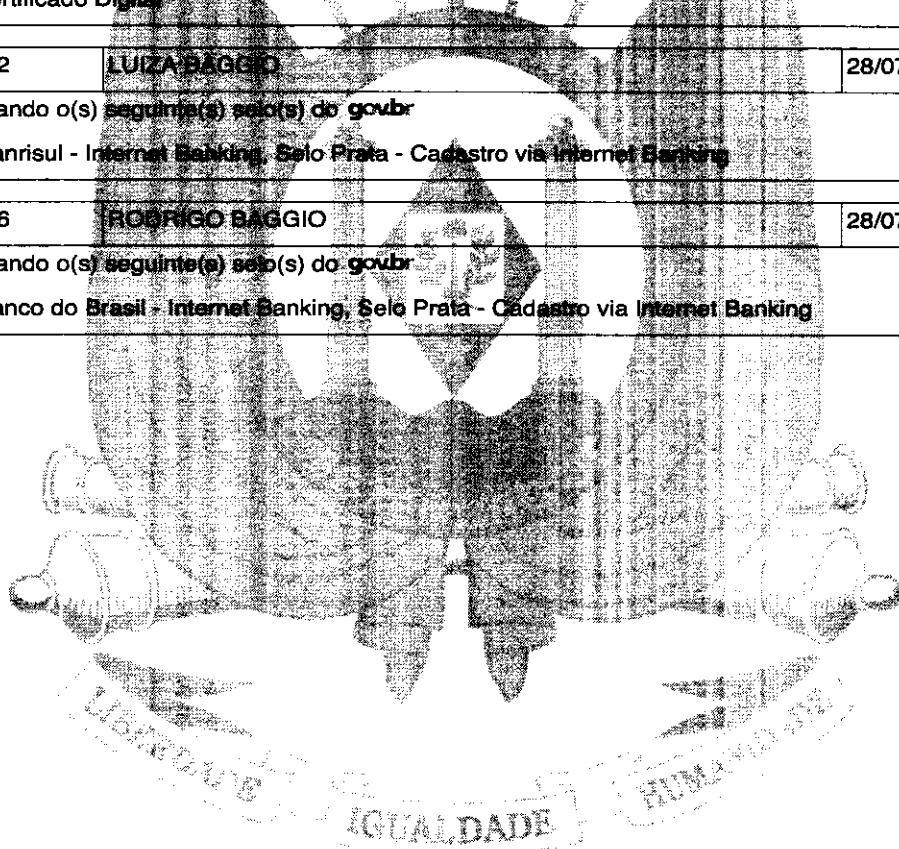 ertificado Digital
2 LUIZA BAGGIO 28/07
ando o(s) seguinte(s) selo(s) do gov.br
anrisul - Internet Banking, Selo Prata - Cadastro via Internet Banking
6 RODRIGO BAGGIO 28/07
ando o(s) seguinte(s) selo(s) do gov.br
anco do Brasil - Internet Banking, Selo Prata - Cadastro via Internet Banking
LIBERDADE
IGUALDADE
HUMANIDADE